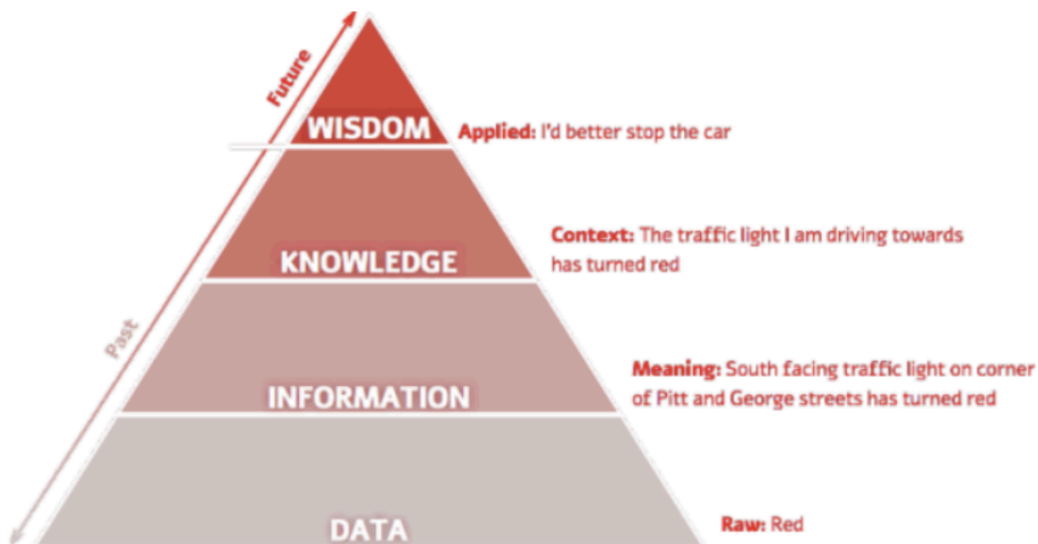 Future
WISDOM
Applied: I'd better stop the car
Context: The traffic light I am driving towards
has turned red
KNOWLEDGE
Past
Meaning: South facing traffic light on corner
of Pitt and George streets has turned red
INFORMATION
DATA
Raw: Red